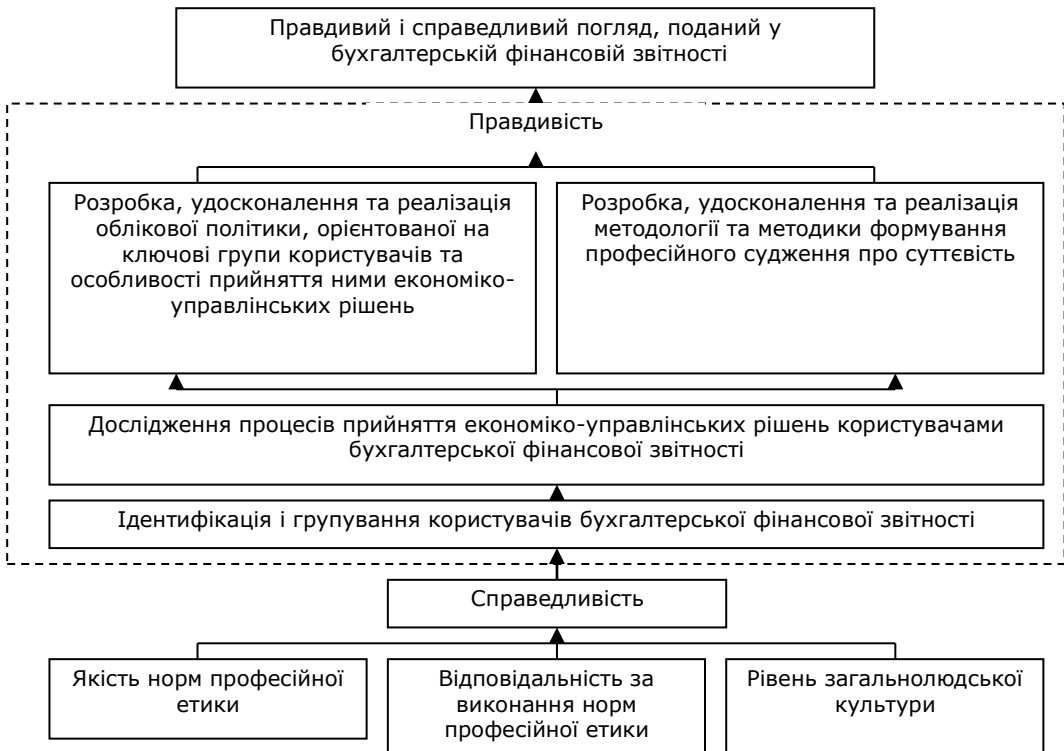 Правдивий і справедливий погляд, поданий у
бухгалтерській фінансовій звітності
Правдивість
Розробка, удосконалення та реалізація
облікової політики, орієнтованої на
ключові групи користувачів та
особливості прийняття ними економіко-
управлінських рішень
Розробка, удосконалення та реалізація
методології та методики формування
професійного судження про суттєвість
Дослідження процесів прийняття економіко-управлінських рішень користувачами
бухгалтерської фінансової звітності
Ідентифікація і групування користувачів бухгалтерської фінансової звітності
Справедливість
Якість норм професійної
етики
Відповідальність за
виконання норм
професійної етики
Рівень загальнолюдської
культури